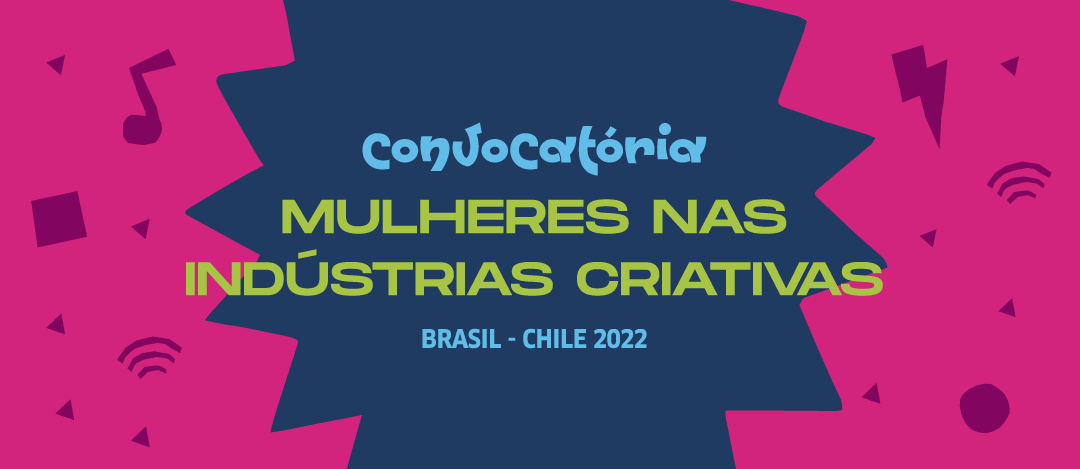 Convocatória
MULHERES NAS
INDÚSTRIAS CRIATIVAS
BRASIL - CHILE 2022